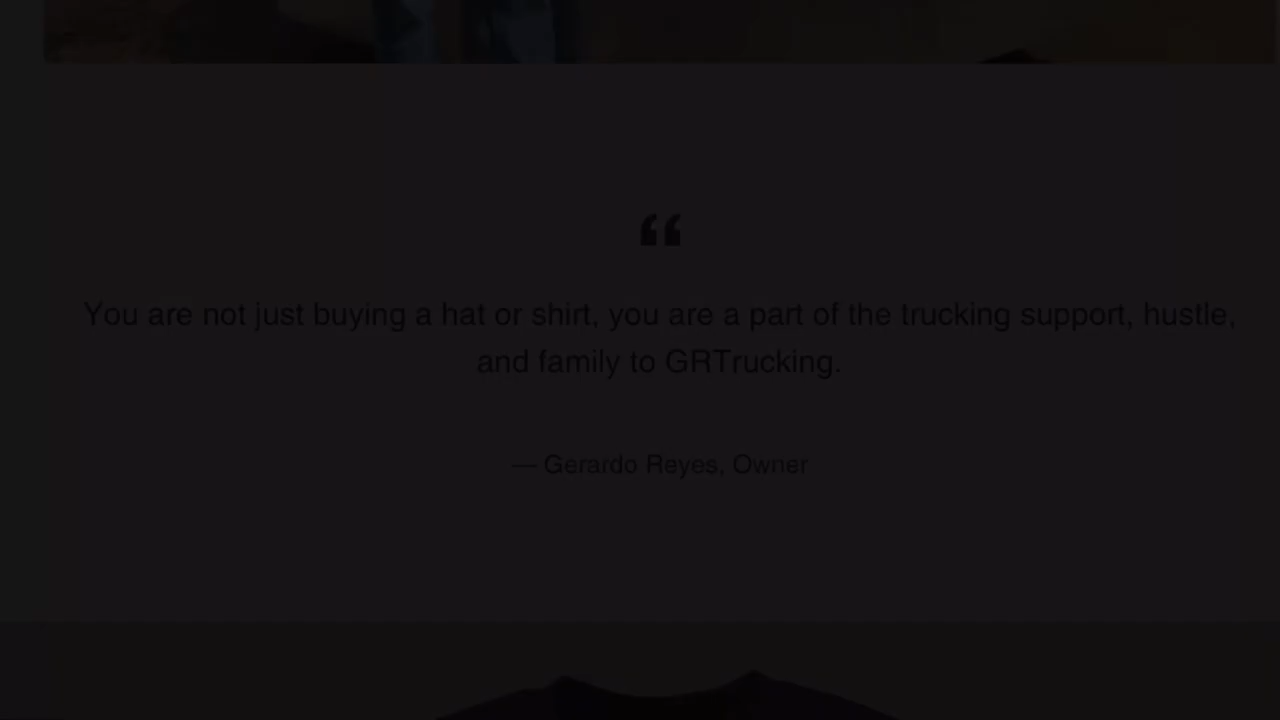 “
You are not just buying a hat or shirt, you are a part of the trucking support, hustle,
and family to GRTrucking.
— Gerardo Reyes, Owner